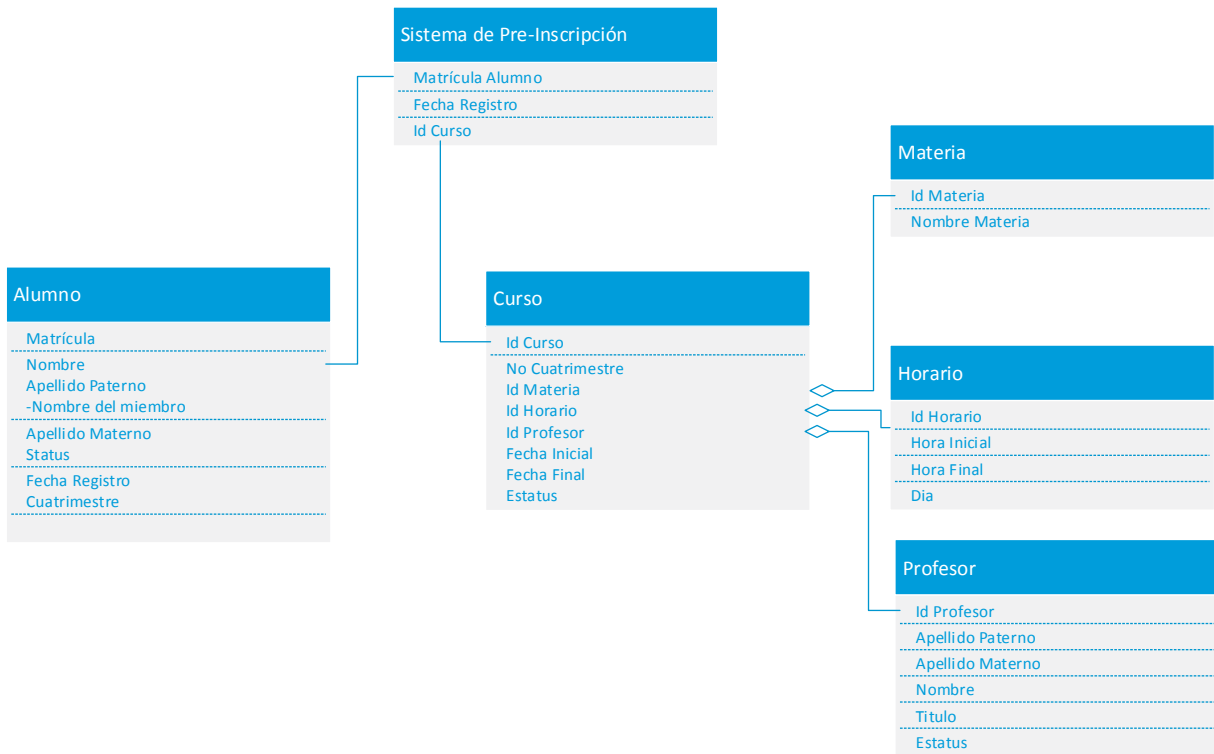 Sistema de Pre-Inscripción
Matrícula Alumno
Fecha Registro
Id Curso
Materia
Id Materia
Nombre Materia
Alumno
Matrícula
Nombre
Apellido Paterno
-Nombre del miembro
Apellido Materno
Status
Fecha Registro
Cuatrimestre
Curso
Id Curso
No Cuatrimestre
Id Materia
Id Horario
Id Profesor
Fecha Inicial
Fecha Final
Estatus
Horario
Id Horario
Hora Inicial
Hora Final
Dia
Profesor
Id Profesor
Apellido Paterno
Apellido Materno
Nombre
Titulo
Estatus